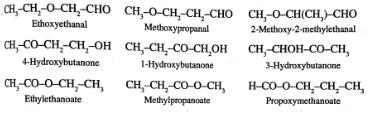 CH₃-CH₂-O-CH₂-CHO CH₃-O-CH₂-CH₂-CHO CH₃-O-CH(CH₃)-CHO
Ethoxyethanal Methoxypropanal 2-Methoxy-2-methylethanal
CH₃-CO-CH₂-CH₂-OH CH₃-CH₂-CO-CH₂OH CH₃-CHOH-CO-CH₃
4-Hydroxybutanone 1-Hydroxybutanone 3-Hydroxybutanone
CH₃-CO-O-CH₂-CH₃ CH₃-CH₂-CO-O-CH₃ H-CO-O-CH₂-CH₂-CH₃
Ethylethanoate Methylpropanoate Propoxymethanoate